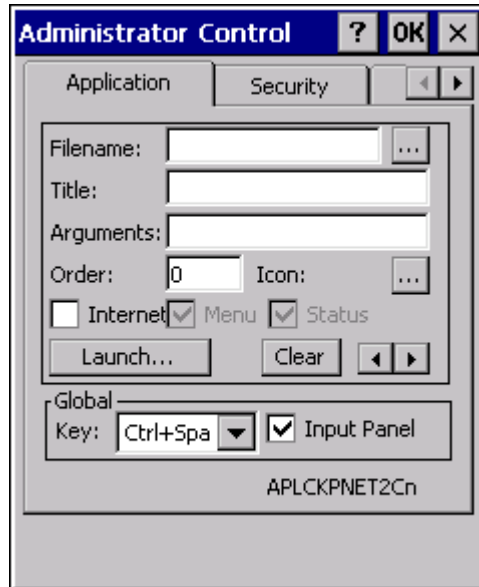 Administrator Control ? OK ×
Application Security
Filename: ...
Title:
Arguments:
Order: 0 Icon: ...
Internet Menu Status
Launch... Clear
Global
Key: Ctrl+Spa Input Panel
APLCKPNET2Cn